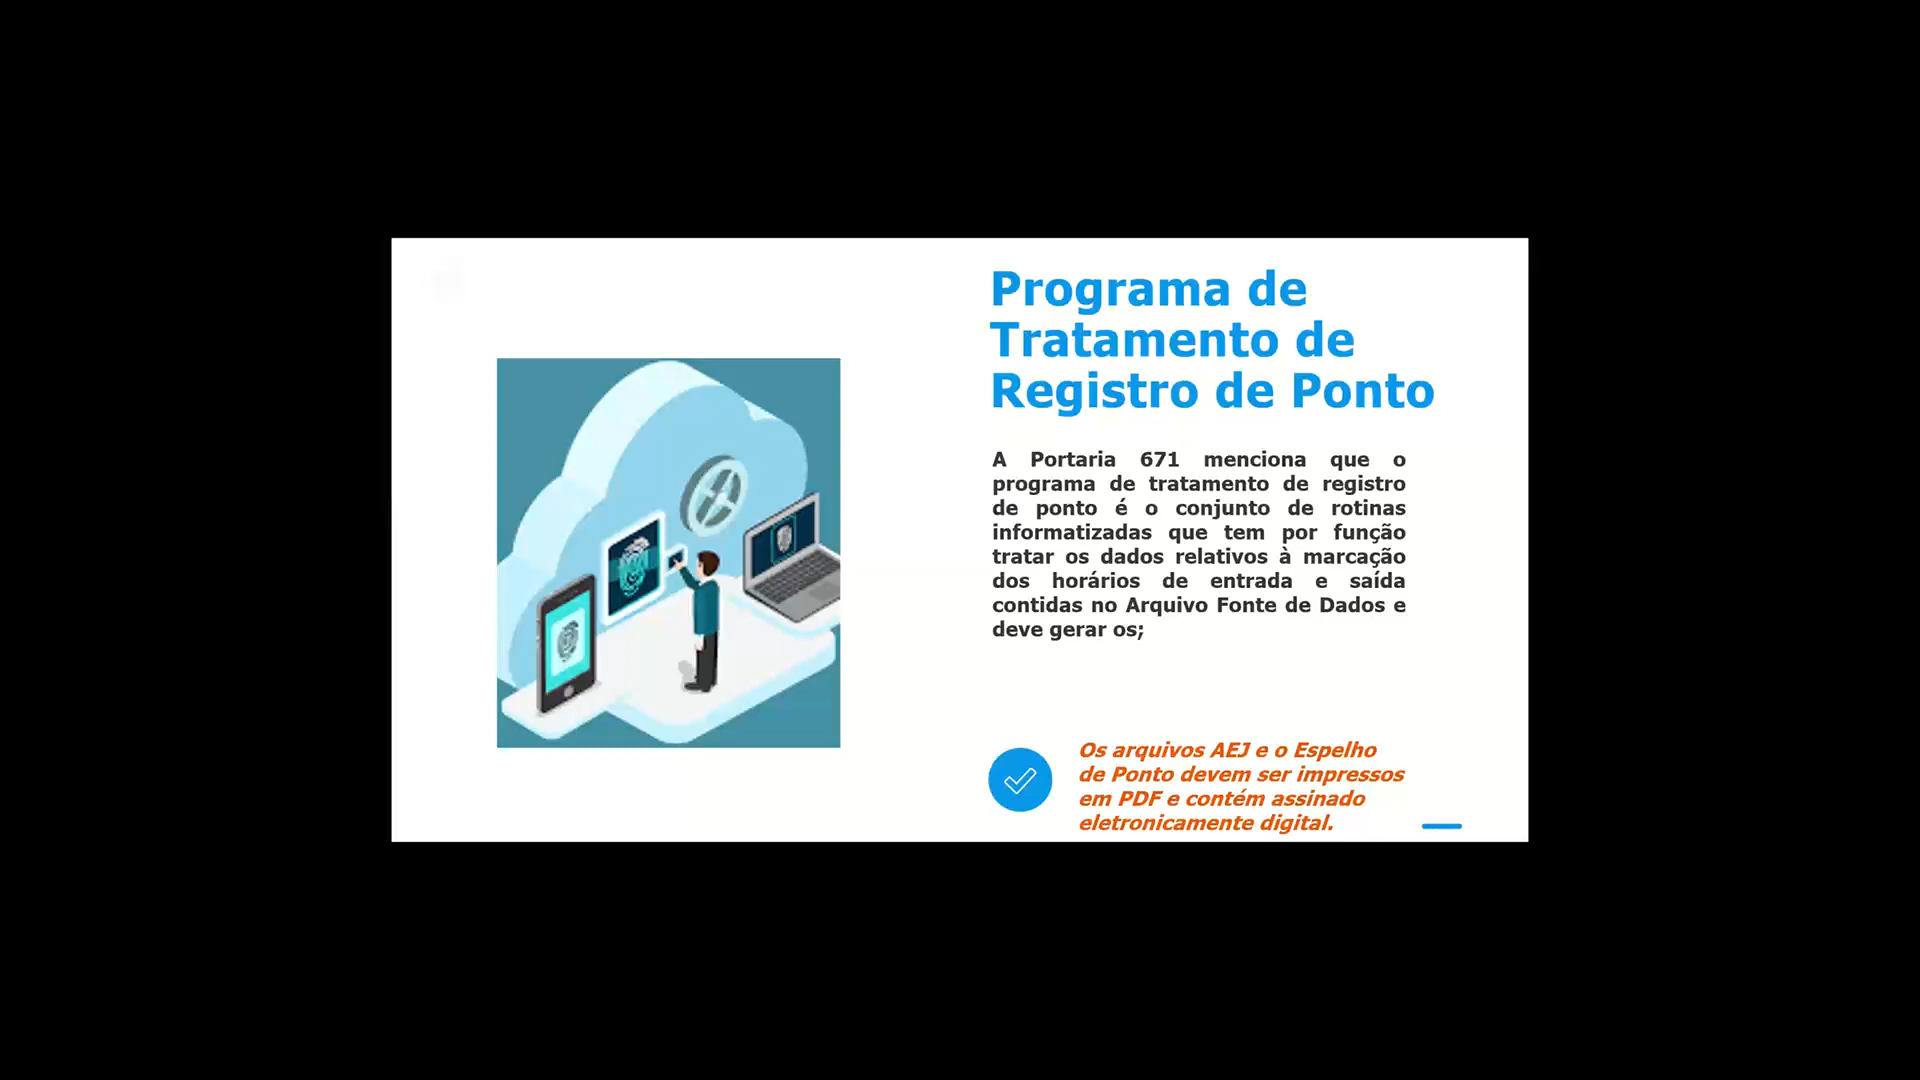 Programa de
Tratamento de
Registro de Ponto
A Portaria 671 menciona que o
programa de tratamento de registro
de ponto é o conjunto de rotinas
informatizadas que tem por função
tratar os dados relativos à marcação
dos horários de entrada e saída
contidas no Arquivo Fonte de Dados e
deve gerar os;
Os arquivos AEJ e o Espelho
de Ponto devem ser impressos
em PDF e contém assinado
eletronicamente digital.